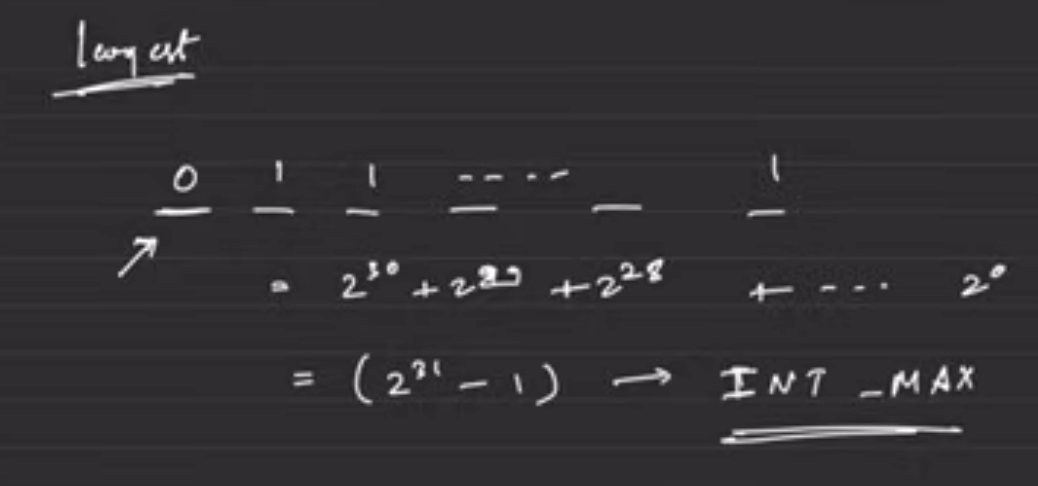 largest
0 1 1 ---- 1
= 2^30 + 2^29 + 2^28 + --- 2^0
= (2^31 - 1) → INT_MAX